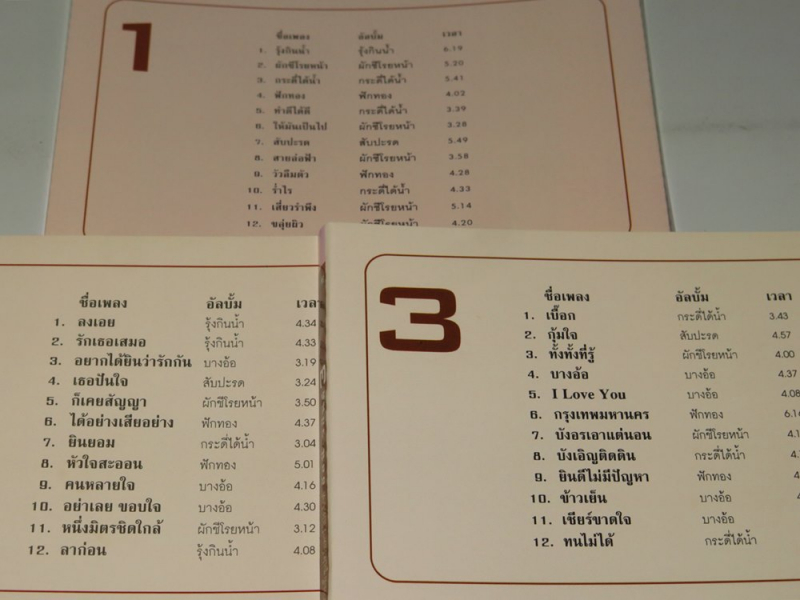 1
ชื่อเพลง อัลบั้ม เวลา
1. รุ้งกินน้ำ รุ้งกินน้ำ 6.19
2. ผักชีโรยหน้า ผักชีโรยหน้า 5.20
3. กระดี่ได้น้ำ กระดี่ได้น้ำ 5.41
4. ฟักทอง ฟักทอง 4.02
5. ทำดีได้ดี กระดี่ได้น้ำ 3.39
6. ให้มันเป็นไป ผักชีโรยหน้า 3.28
7. สับปะรด สับปะรด 5.49
8. สายล่อฟ้า ผักชีโรยหน้า 3.58
9. วัวลืมตัว ฟักทอง 4.28
10. ร่ำไร กระดี่ได้น้ำ 4.33
11. เสี่ยวรำพึง ผักชีโรยหน้า 5.14
12. ขลุ่ยผิว ผักชีโรยหน้า 4.20
ชื่อเพลง อัลบั้ม เวลา
1. ลงเอย รุ้งกินน้ำ 4.34
2. รักเธอเสมอ รุ้งกินน้ำ 4.33
3. อยากได้ยินว่ารักกัน บางอ้อ 3.19
4. เธอปันใจ สับปะรด 3.24
5. ก็เคยสัญญา ผักชีโรยหน้า 3.50
6. ได้อย่างเสียอย่าง ฟักทอง 4.37
7. ยินยอม กระดี่ได้น้ำ 3.04
8. หัวใจสะออน ฟักทอง 5.01
9. คนหลายใจ บางอ้อ 4.16
10. อย่าเลย ขอบใจ บางอ้อ 4.30
11. หนึ่งมิตรชิดใกล้ ผักชีโรยหน้า 3.12
12. ลาก่อน รุ้งกินน้ำ 4.08
3
ชื่อเพลง อัลบั้ม เวลา
1. เบื๊อก กระดี่ได้น้ำ 3.43
2. กุ้มใจ สับปะรด 4.57
3. ทั้งทั้งที่รู้ ผักชีโรยหน้า 4.00
4. บางอ้อ บางอ้อ 4.37
5. I Love You บางอ้อ 4.08
6. กรุงเทพมหานคร ฟักทอง
7. บังอรเอาแต่นอน ผักชีโรยหน้า
8. บังเอิญติดดิน กระดี่ได้น้ำ
9. ยินดีไม่มีปัญหา ฟักทอง
10. ข้าวเย็น บางอ้อ
11. เชียร์ขาดใจ บางอ้อ
12. ทนไม่ได้ กระดี่ได้น้ำ